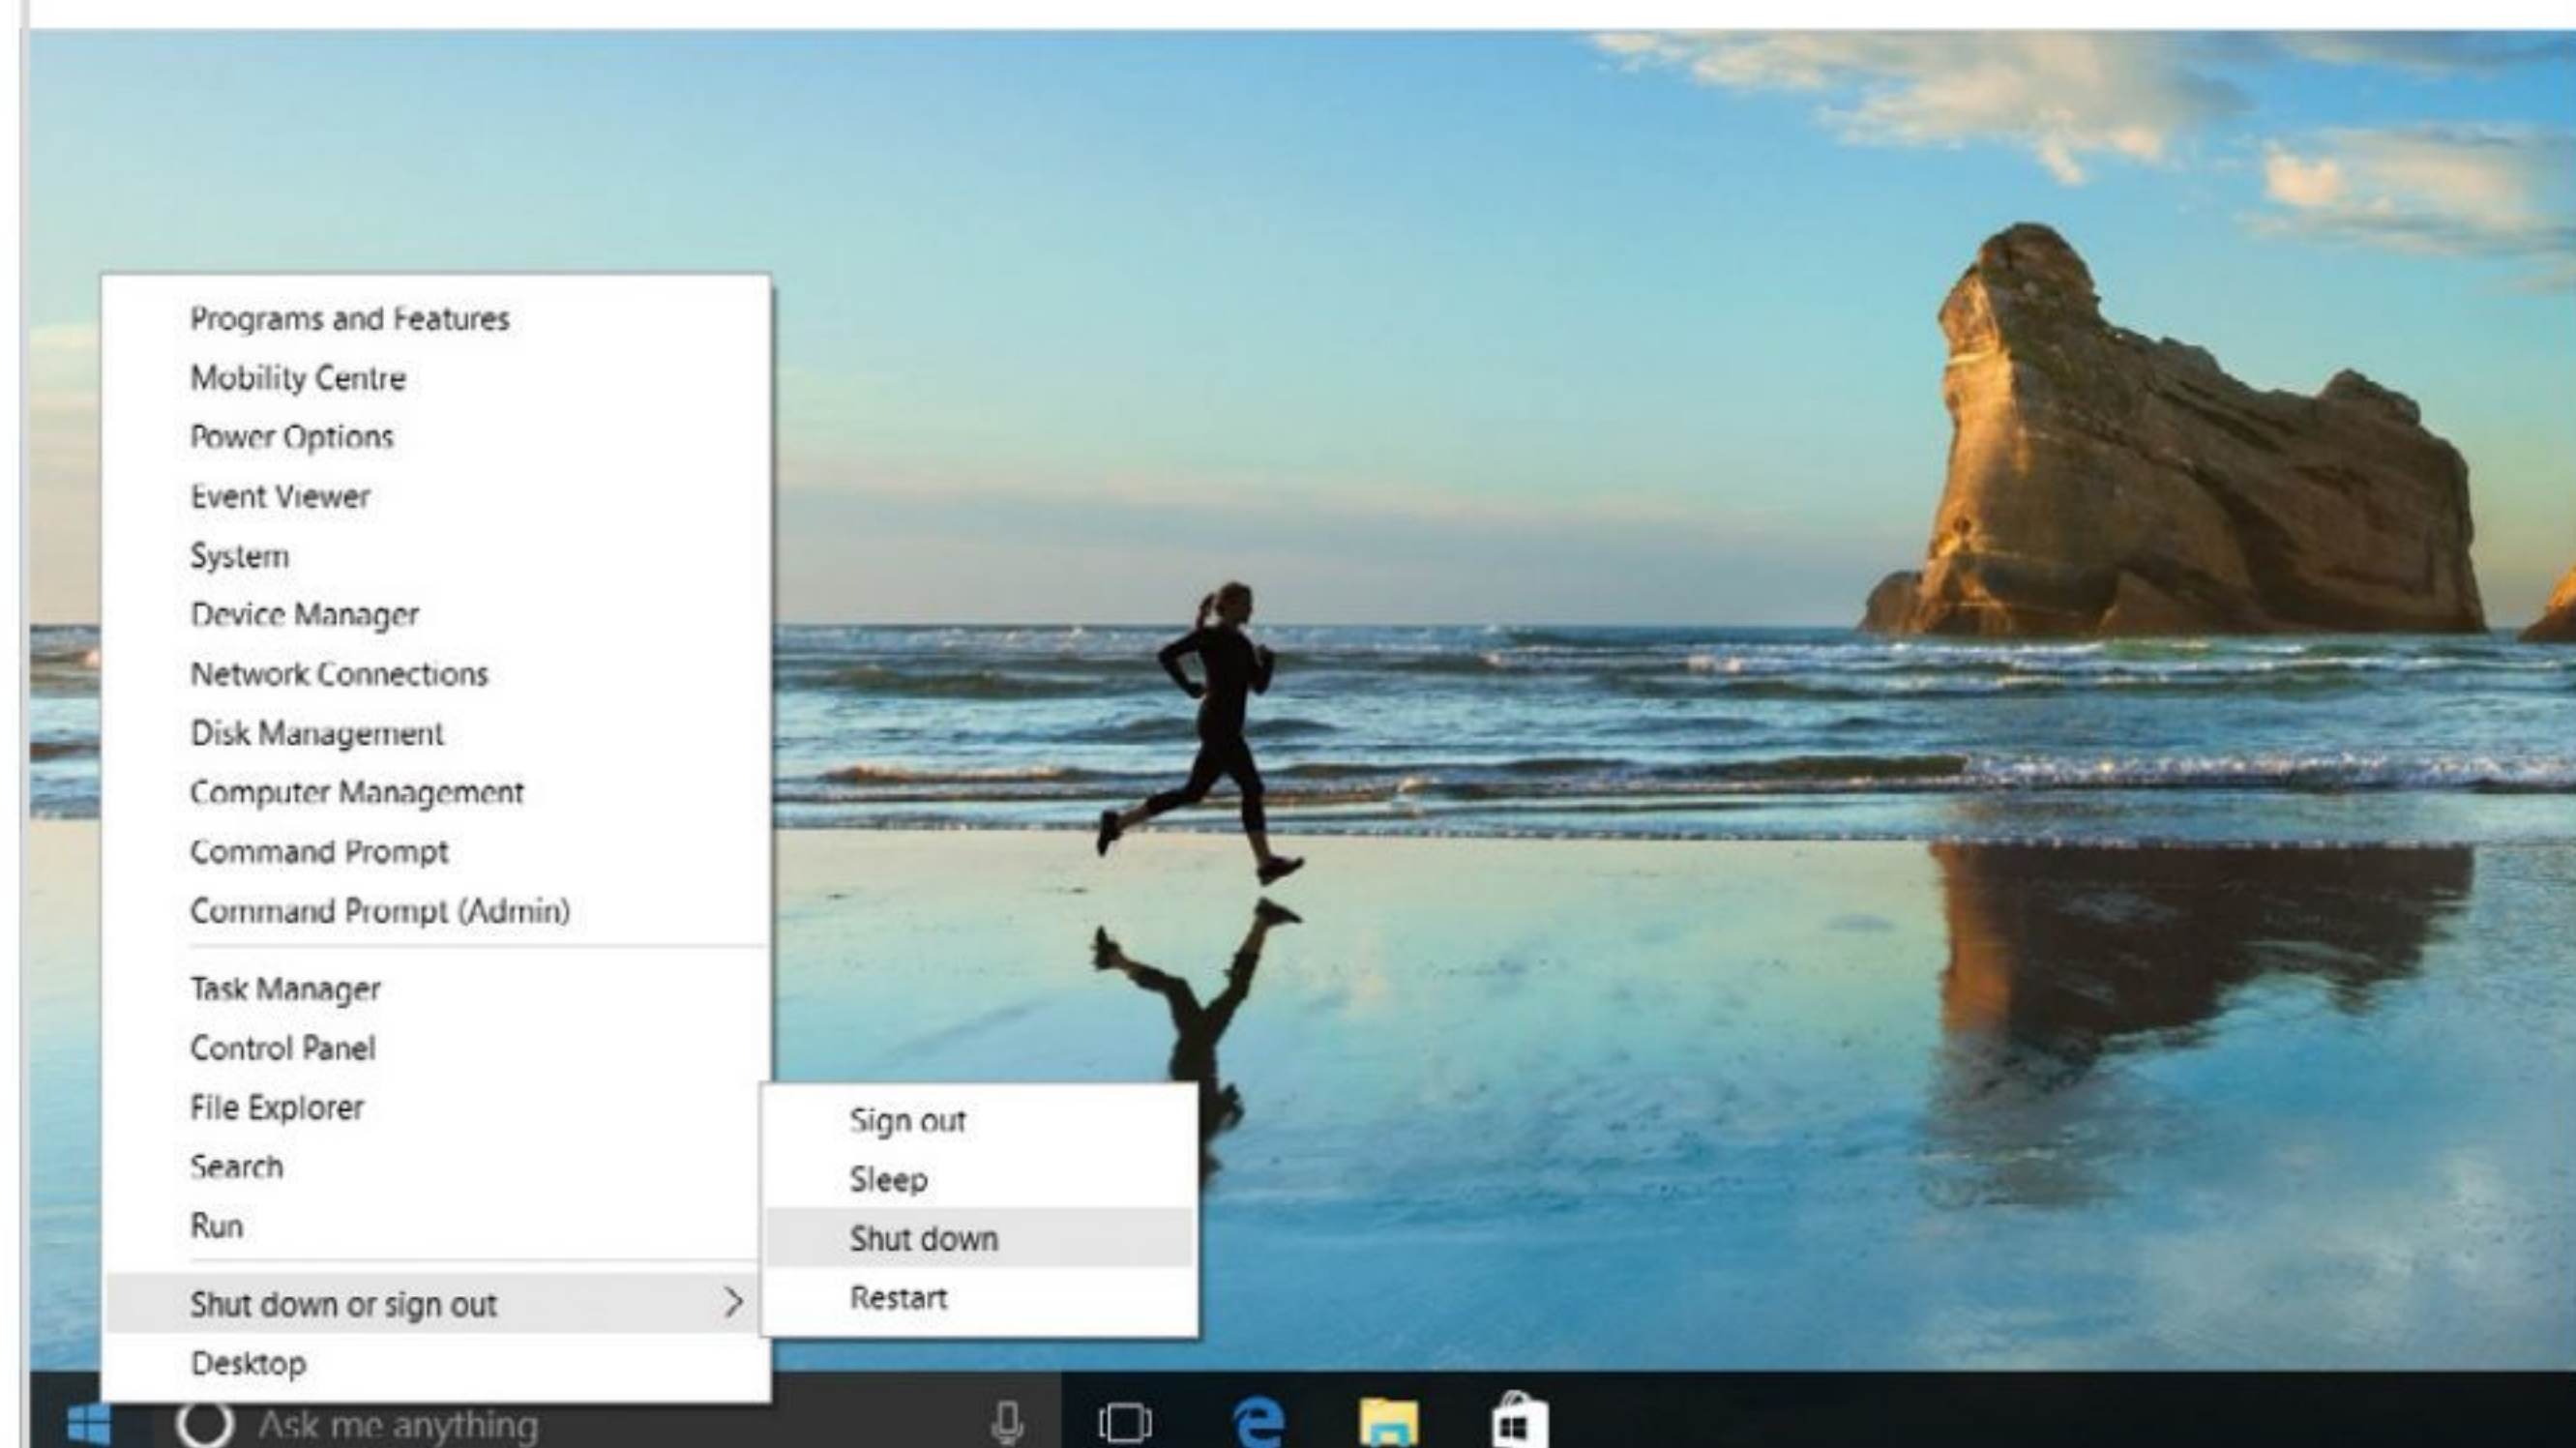 Programs and Features
Mobility Centre
Power Options
Event Viewer
System
Device Manager
Network Connections
Disk Management
Computer Management
Command Prompt
Command Prompt (Admin)
Task Manager
Control Panel
File Explorer
Search
Run
Shut down or sign out
Desktop
Sign out
Sleep
Shut down
Restart
Ask me anything